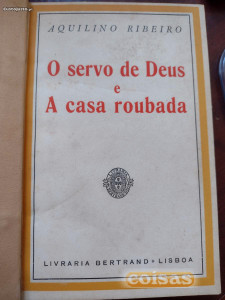 AQUILINO RIBEIRO
O servo de Deus
e
A casa roubada
LIVRARIA BERTRAND • LISBOA
coisas